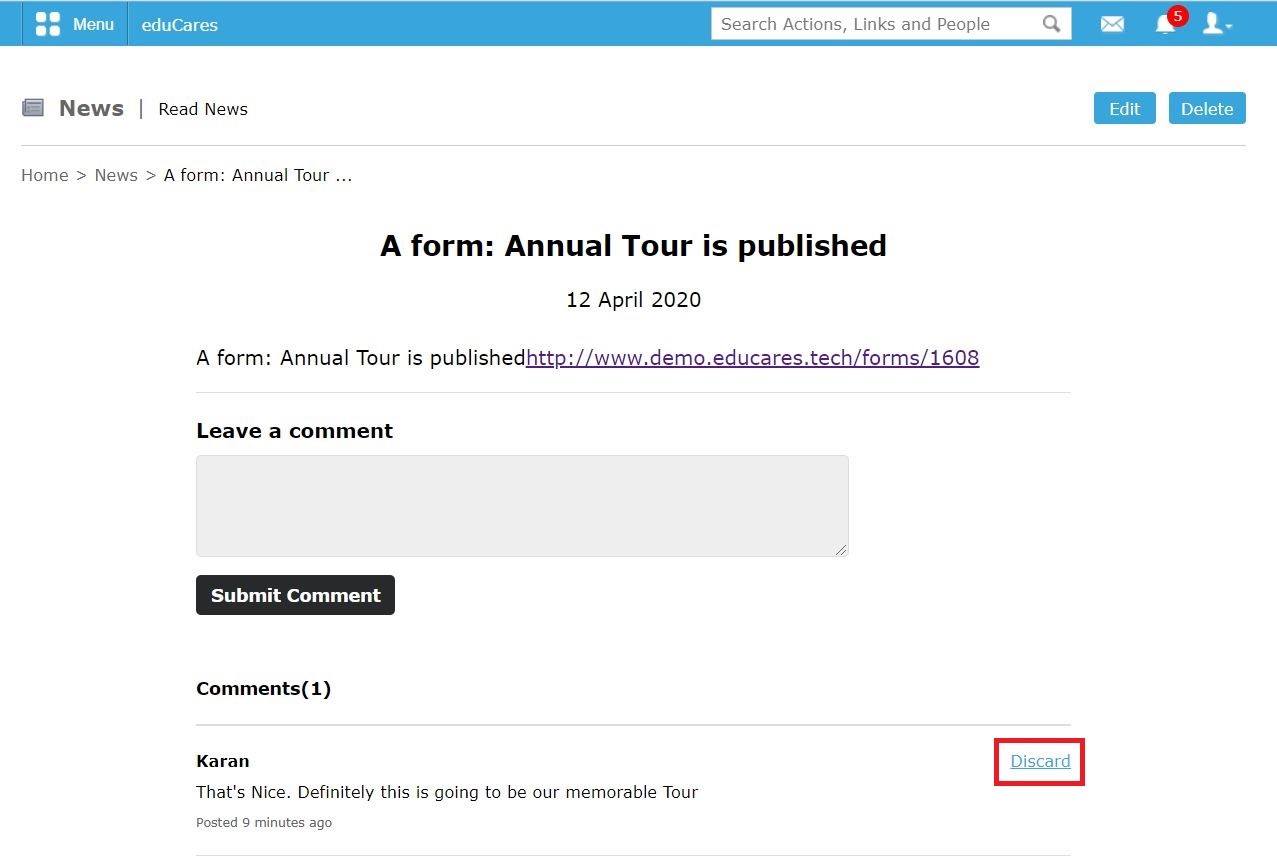 Menu eduCares Search Actions, Links and People 5
News | Read News Edit Delete
Home > News > A form: Annual Tour ...
A form: Annual Tour is published
12 April 2020
A form: Annual Tour is publishedhttp://www.demo.educares.tech/forms/1608
Leave a comment
Submit Comment
Comments(1)
Karan Discard
That's Nice. Definitely this is going to be our memorable Tour
Posted 9 minutes ago